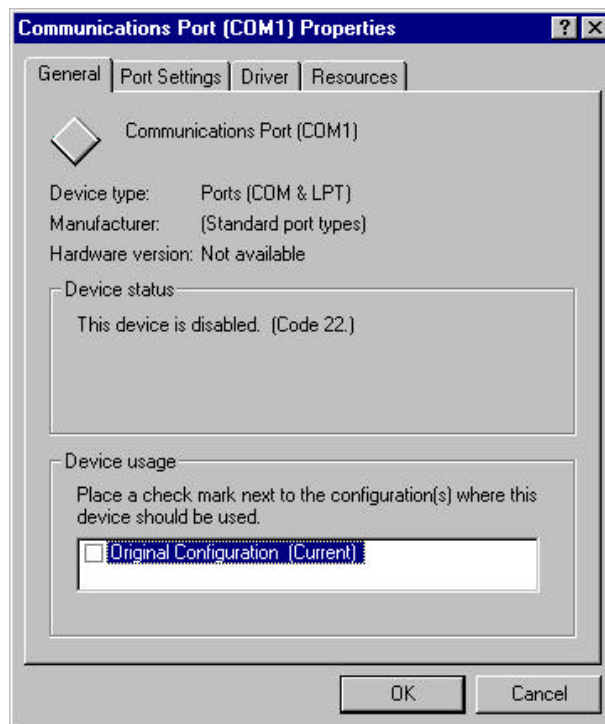 Communications Port (COM1) Properties
General Port Settings Driver Resources
Communications Port (COM1)
Device type: Ports (COM & LPT)
Manufacturer: (Standard port types)
Hardware version: Not available
Device status
This device is disabled. (Code 22.)
Device usage
Place a check mark next to the configuration(s) where this
device should be used.
Original Configuration (Current)
OK Cancel